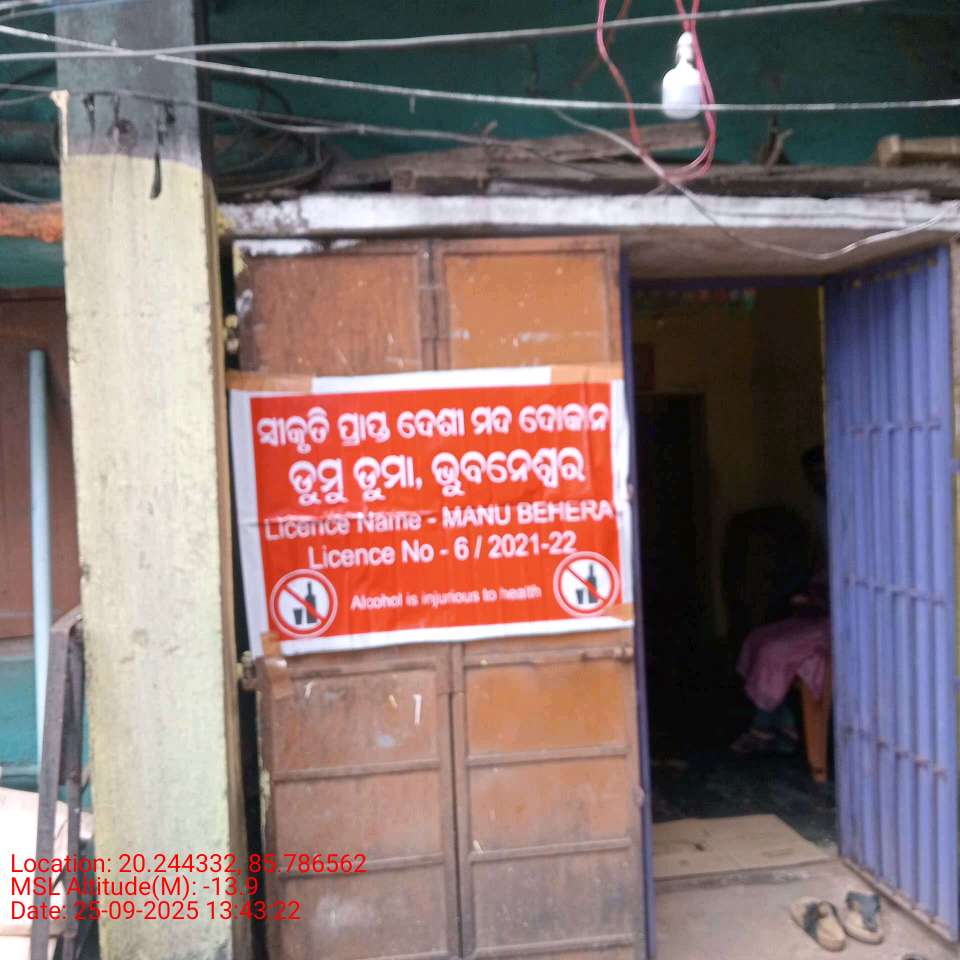 ସ୍ୱୀକୃତି ପ୍ରାପ୍ତ ଦେଶୀ ମଦ ଦୋକାନ
ଡୁମୁ ଡୁମା, ଭୁବନେଶ୍ୱର
Licence Name - MANU BEHERA
Licence No - 6 / 2021-22
Alcohol is injurious to health
Location: 20.244332, 85.786562
MSL Altitude(M): -13.9
Date: 25-09-2025 13:43:22